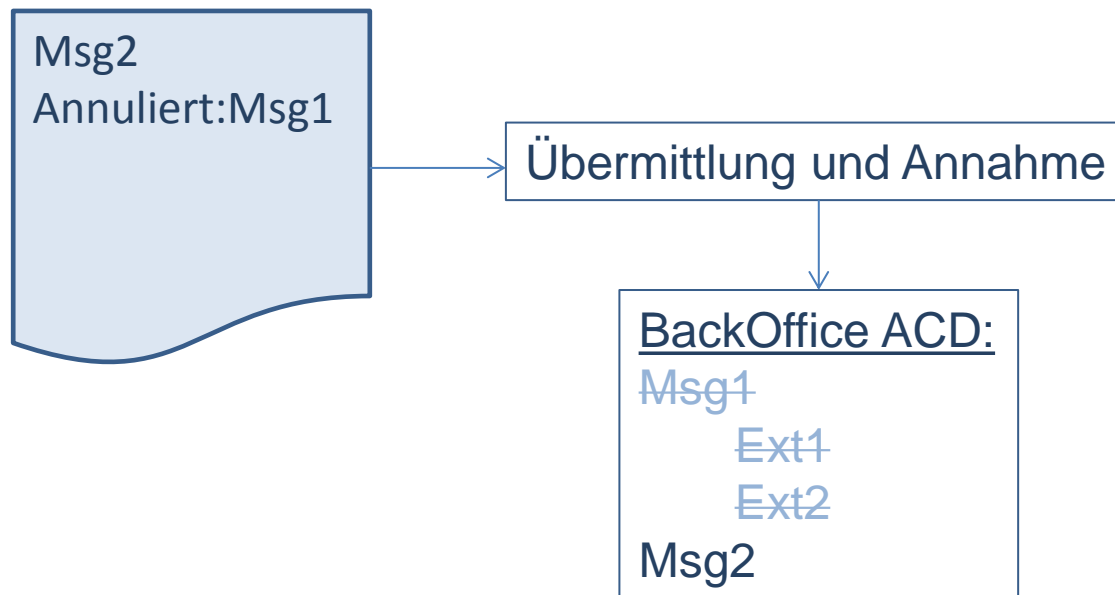 Msg2
Annuliert:Msg1
Übermittlung und Annahme
BackOffice ACD:
Msg1
Ext1
Ext2
Msg2